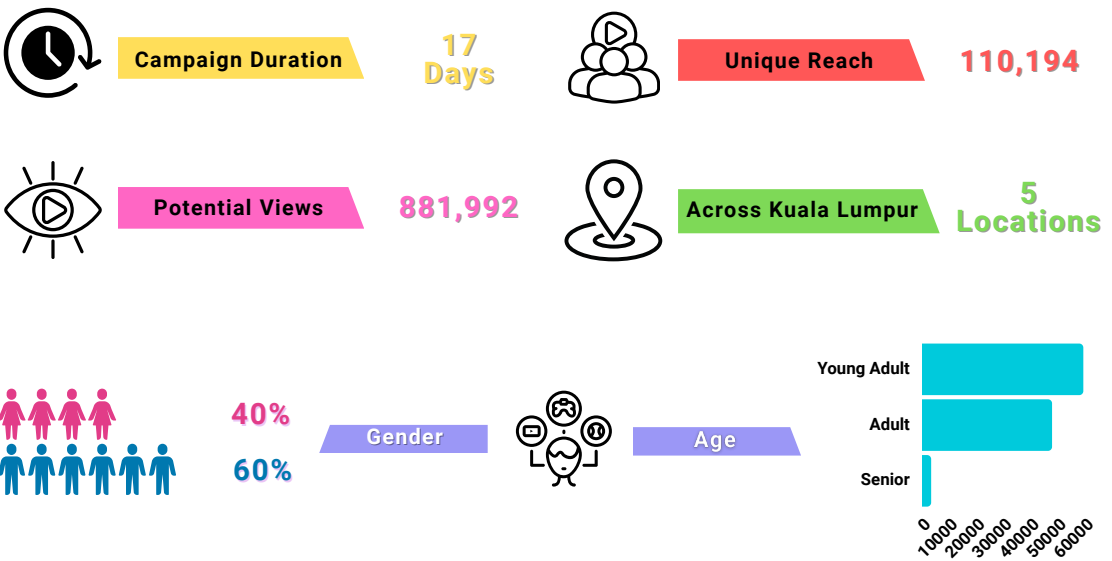 Campaign Duration
17
Days
Unique Reach
110,194
Potential Views
881,992
Across Kuala Lumpur
5
Locations
40%
60%
Gender
Age
Young Adult
Adult
Senior
0
10000
20000
30000
40000
50000
60000